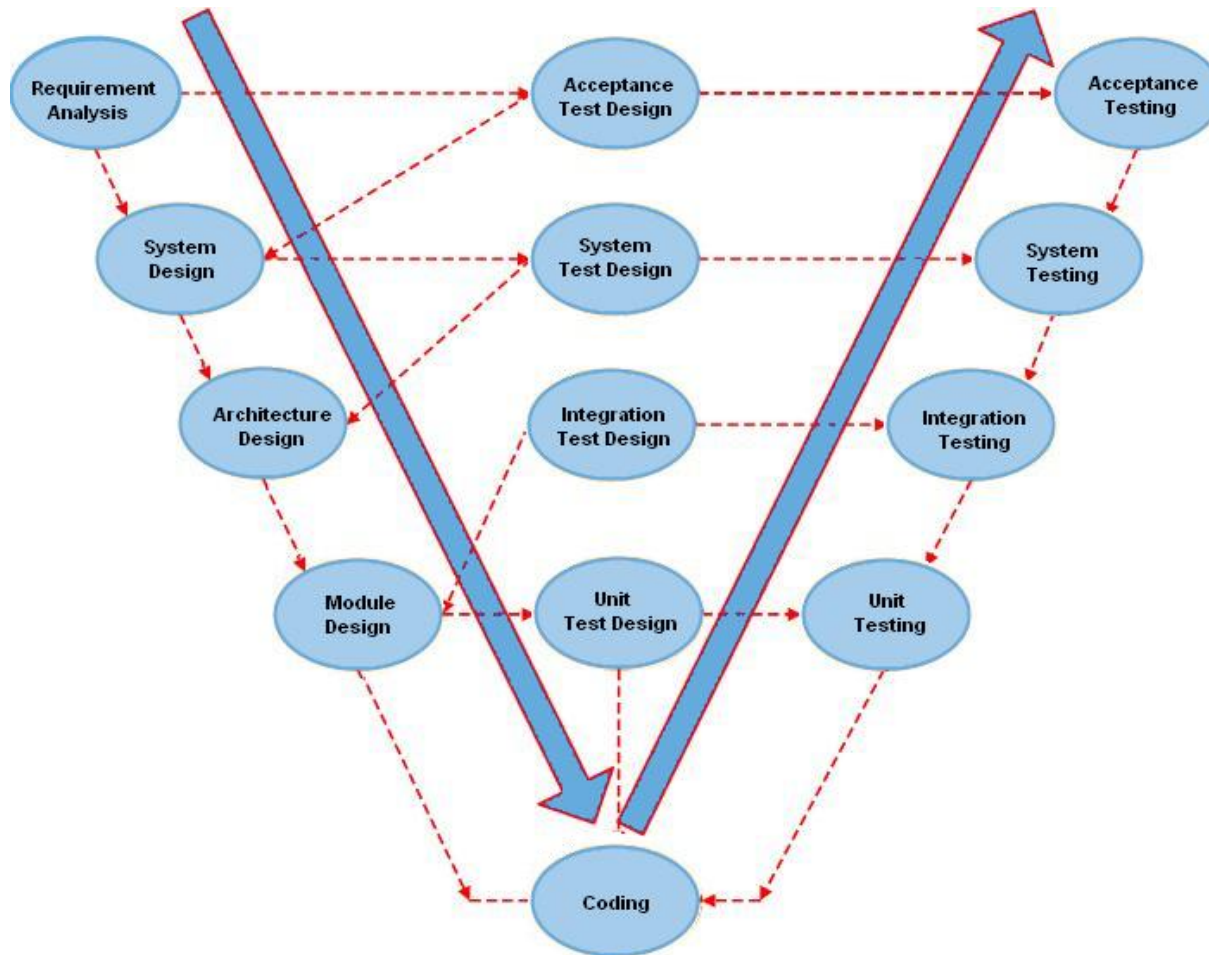 Requirement
Analysis
Acceptance
Test Design
Acceptance
Testing
System
Design
System
Test Design
System
Testing
Architecture
Design
Integration
Test Design
Integration
Testing
Module
Design
Unit
Test Design
Unit
Testing
Coding